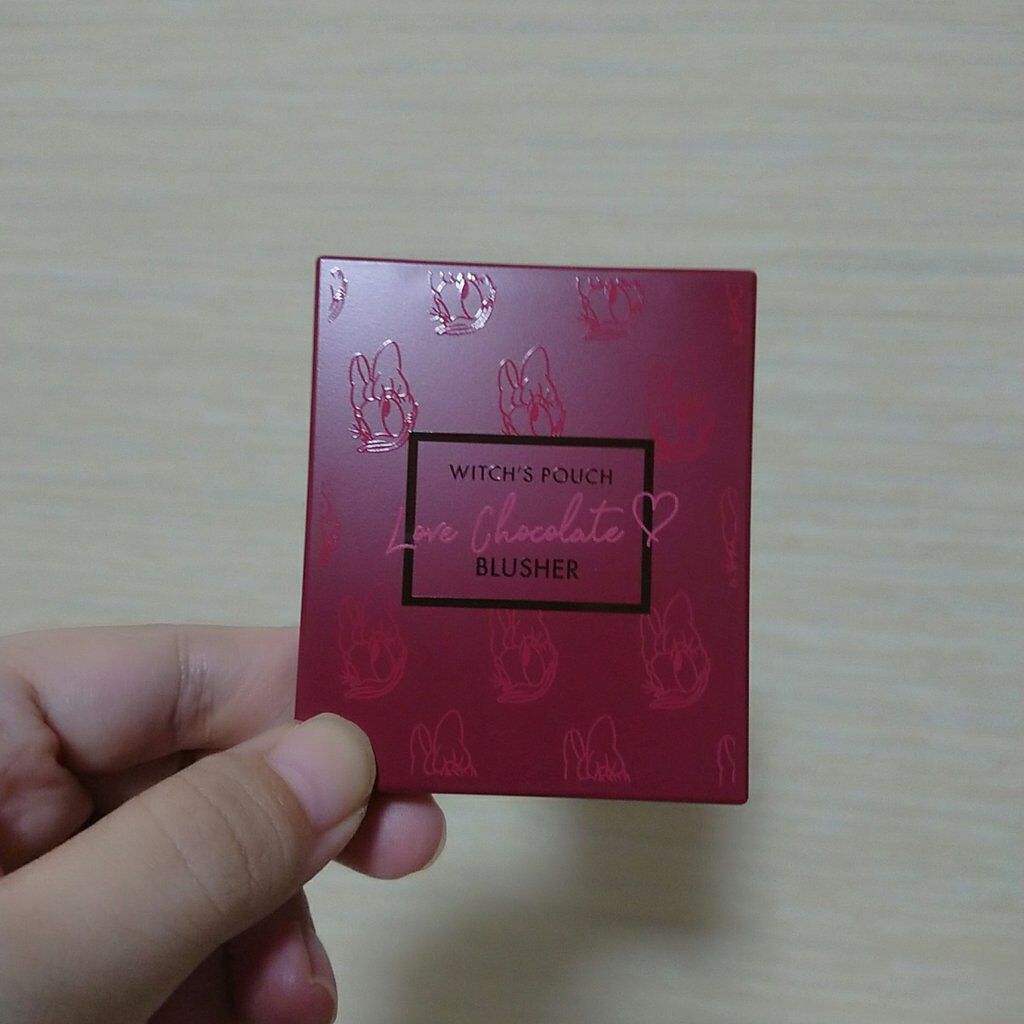 WITCH'S POUCH
Love Chocolate♡
BLUSHER